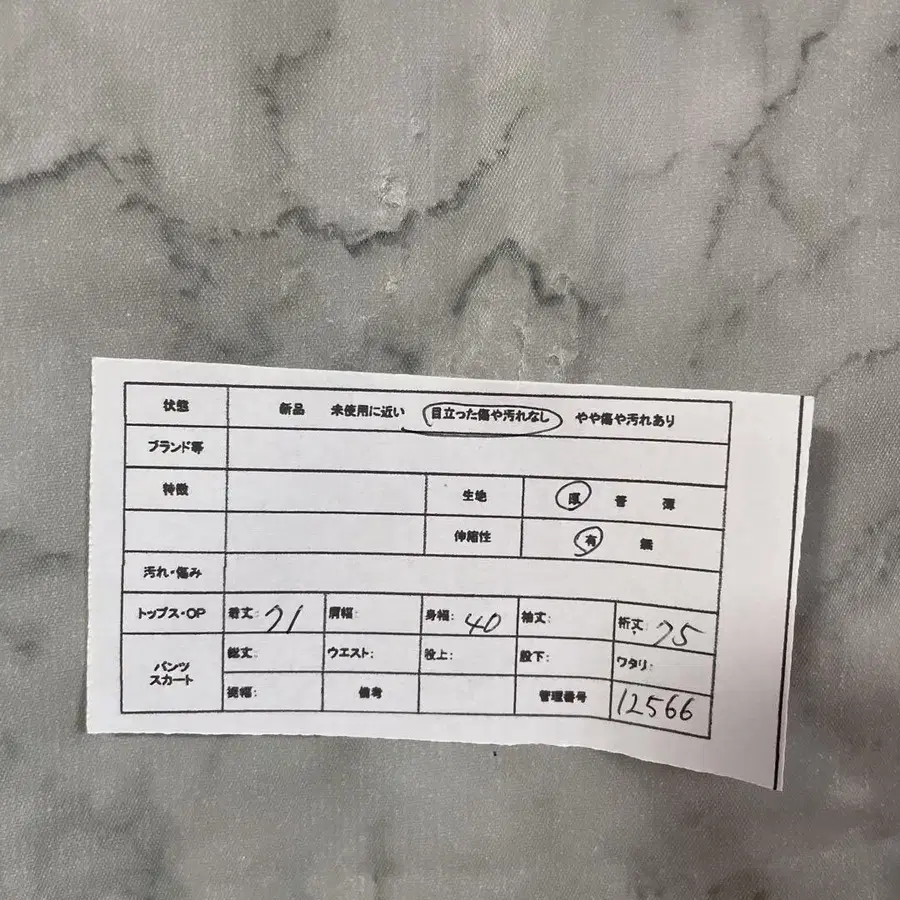 状態 新品 未使用に近い 目立った傷や汚れなし やや傷や汚れあり
ブランド等
特徴 生地 厚 普 薄
伸縮性 有 無
汚れ・傷み
トップス・OP 着丈: 71 肩幅: 身幅: 40 袖丈: 裄丈: 75
パンツ スカート 総丈: ウエスト: 股上: 股下: ワタリ:
裾幅: 備考 管理番号 12566